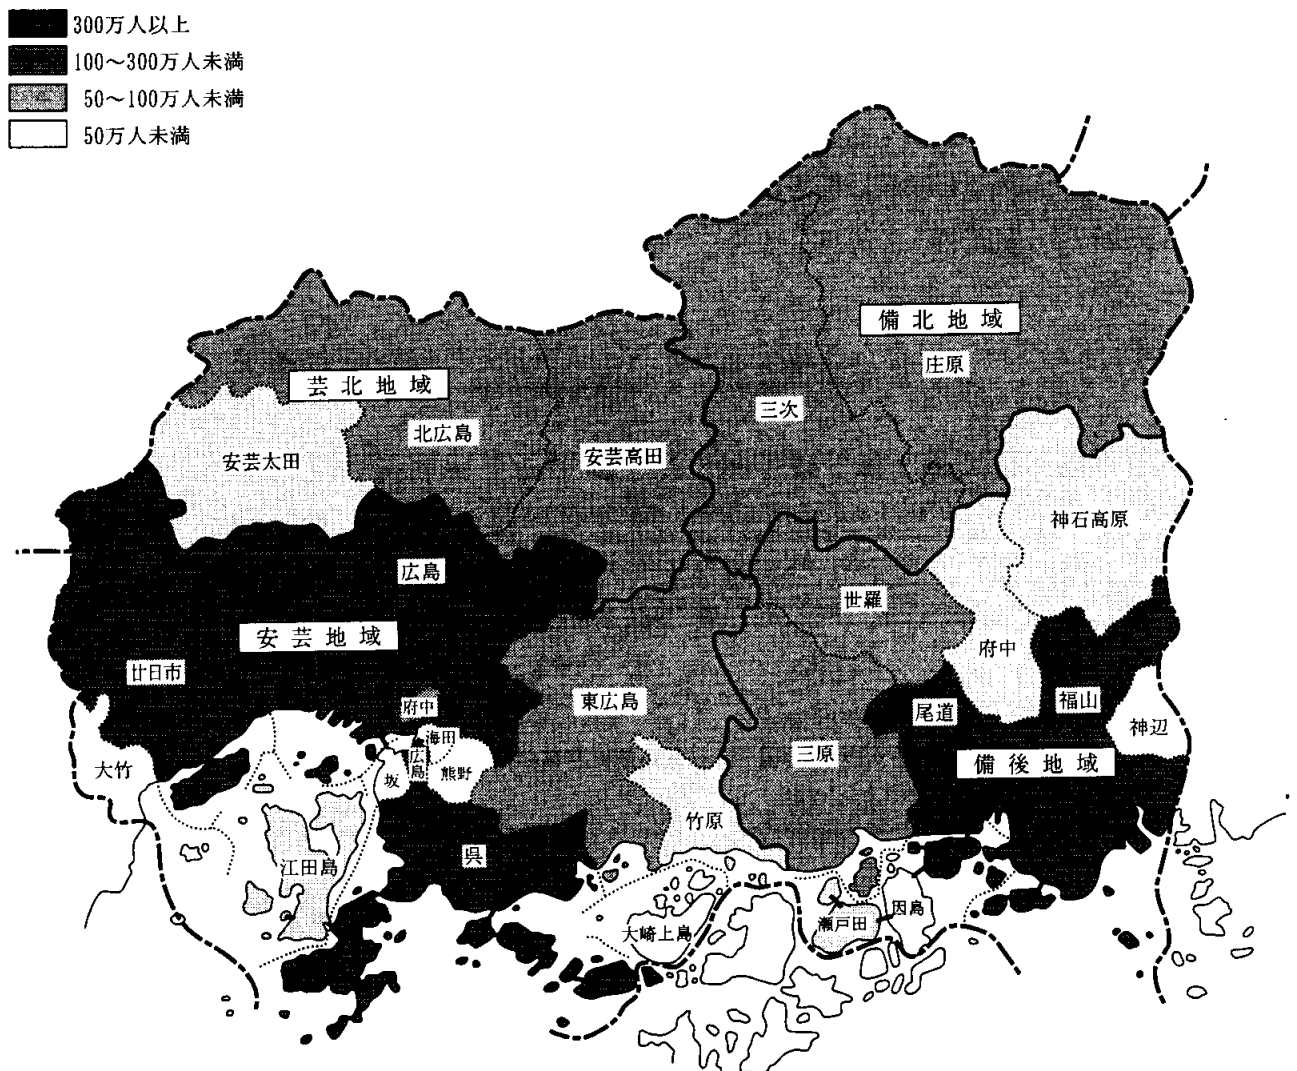 300万人以上
100～300万人未満
50～100万人未満
50万人未満
備北地域
庄原
芸北地域
三次
北広島
安芸高田
安芸太田
神石高原
広島
世羅
安芸地域
府中
廿日市
東広島
尾道
福山
府中
神辺
海田
三原
備後地域
広島
大竹
坂
熊野
竹原
呉
江田島
因島
瀬戸田
大崎上島